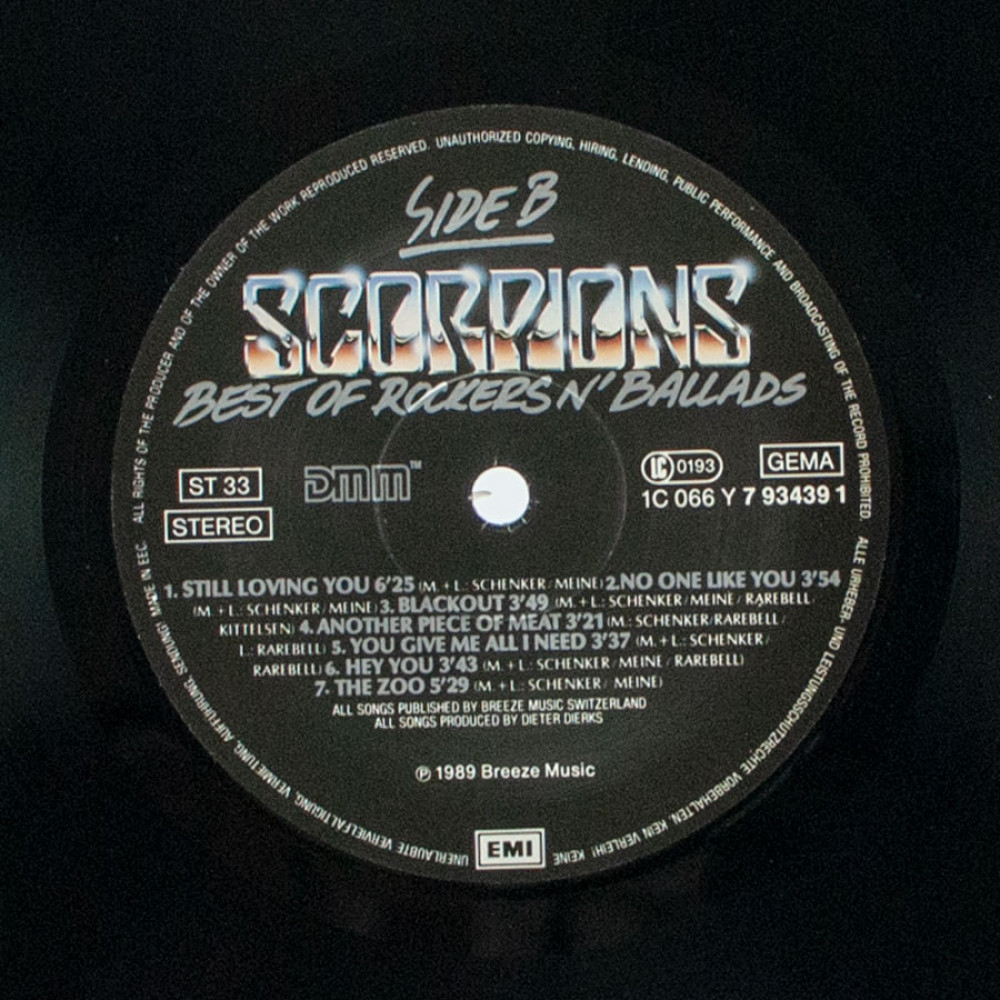 SIDE B
SCORPIONS
BEST OF ROCKERS N' BALLADS
ST 33
STEREO
DMM™
LC 0193
GEMA
1C 066 Y 7 93439 1
1. STILL LOVING YOU 6'25 (M. + L.: SCHENKER/MEINE) 2. NO ONE LIKE YOU 3'54
(M. + L.: SCHENKER/MEINE) 3. BLACKOUT 3'49 (M. + L.: SCHENKER/MEINE/RAREBELL
KITTELSEN) 4. ANOTHER PIECE OF MEAT 3'21 (M.: SCHENKER/RAREBELL/
L.: RAREBELL) 5. YOU GIVE ME ALL I NEED 3'37 (M. + L.: SCHENKER/
RAREBELL) 6. HEY YOU 3'43 (M. + L.: SCHENKER/MEINE/RAREBELL)
7. THE ZOO 5'29 (M. + L.: SCHENKER/MEINE)
ALL SONGS PUBLISHED BY BREEZE MUSIC SWITZERLAND
ALL SONGS PRODUCED BY DIETER DIERKS
℗ 1989 Breeze Music
EMI
ALL RIGHTS OF THE PRODUCER AND OF THE OWNER OF THE WORK REPRODUCED RESERVED. UNAUTHORIZED COPYING, HIRING, LENDING, PUBLIC PERFORMANCE AND BROADCASTING OF THE RECORD PROHIBITED. ALLE URHEBER- UND LEISTUNGSSCHUTZRECHTE VORBEHALTEN. KEIN VERLEIH! KEINE UNERLAUBTE VERVIELFÄLTIGUNG, VERMIETUNG, AUFFÜHRUNG, SENDUNG! MADE IN EEC.